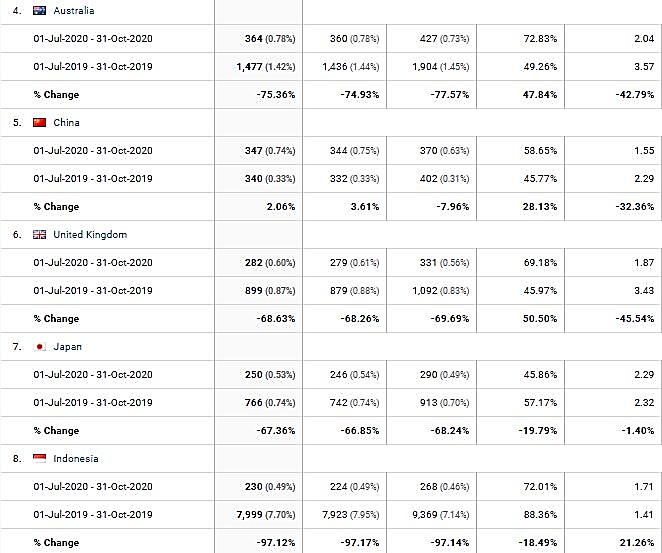 4. Australia
01-Jul-2020 - 31-Oct-2020 364 (0.78%) 360 (0.78%) 427 (0.73%) 72.83% 2.04
01-Jul-2019 - 31-Oct-2019 1,477 (1.42%) 1,436 (1.44%) 1,904 (1.45%) 49.26% 3.57
% Change -75.36% -74.93% -77.57% 47.84% -42.79%
5. China
01-Jul-2020 - 31-Oct-2020 347 (0.74%) 344 (0.75%) 370 (0.63%) 58.65% 1.55
01-Jul-2019 - 31-Oct-2019 340 (0.33%) 332 (0.33%) 402 (0.31%) 45.77% 2.29
% Change 2.06% 3.61% -7.96% 28.13% -32.36%
6. United Kingdom
01-Jul-2020 - 31-Oct-2020 282 (0.60%) 279 (0.61%) 331 (0.56%) 69.18% 1.87
01-Jul-2019 - 31-Oct-2019 899 (0.87%) 879 (0.88%) 1,092 (0.83%) 45.97% 3.43
% Change -68.63% -68.26% -69.69% 50.50% -45.54%
7. Japan
01-Jul-2020 - 31-Oct-2020 250 (0.53%) 246 (0.54%) 290 (0.49%) 45.86% 2.29
01-Jul-2019 - 31-Oct-2019 766 (0.74%) 742 (0.74%) 913 (0.70%) 57.17% 2.32
% Change -67.36% -66.85% -68.24% -19.79% -1.40%
8. Indonesia
01-Jul-2020 - 31-Oct-2020 230 (0.49%) 224 (0.49%) 268 (0.46%) 72.01% 1.71
01-Jul-2019 - 31-Oct-2019 7,999 (7.70%) 7,923 (7.95%) 9,369 (7.14%) 88.36% 1.41
% Change -97.12% -97.17% -97.14% -18.49% 21.26%